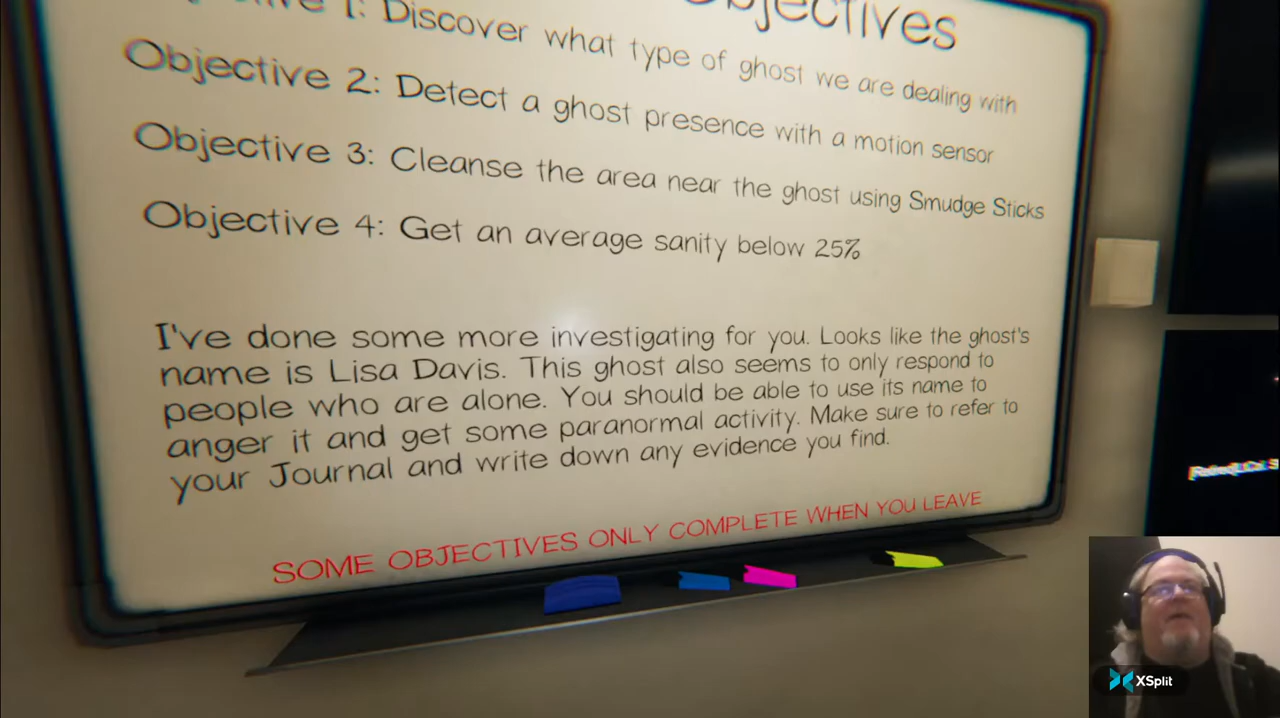 Objectives
1: Discover what type of ghost we are dealing with
Objective 2: Detect a ghost presence with a motion sensor
Objective 3: Cleanse the area near the ghost using Smudge Sticks
Objective 4: Get an average sanity below 25%
I've done some more investigating for you. Looks like the ghost's
name is Lisa Davis. This ghost also seems to only respond to
people who are alone. You should be able to use its name to
anger it and get some paranormal activity. Make sure to refer to
your Journal and write down any evidence you find.
SOME OBJECTIVES ONLY COMPLETE WHEN YOU LEAVE
XSplit